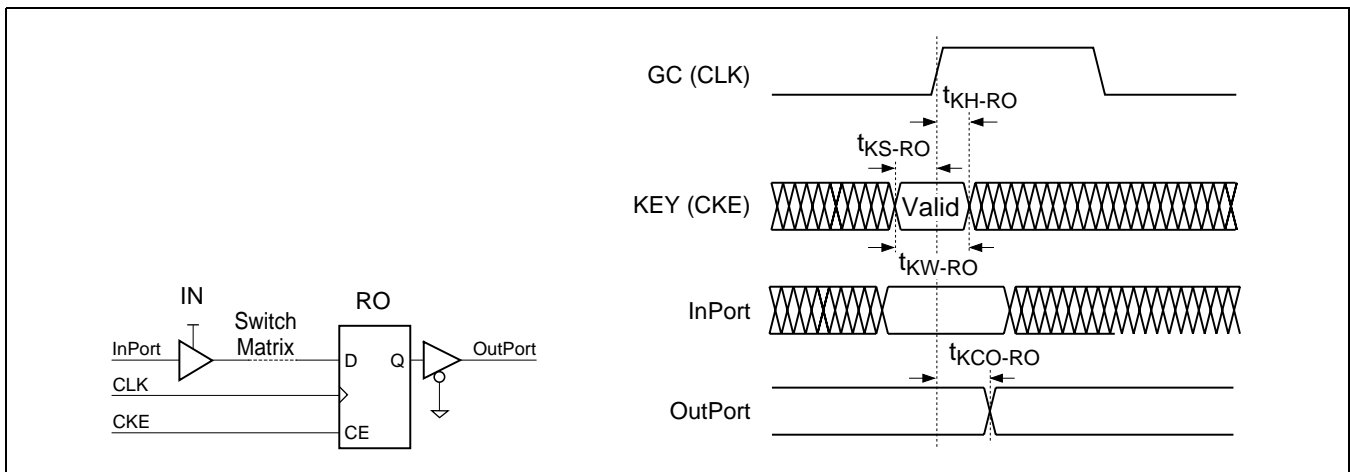 IN
RO
Switch
Matrix
InPort
D
Q
OutPort
CLK
CKE
CE
GC (CLK)
tKH-RO
tKS-RO
KEY (CKE)
Valid
tKW-RO
InPort
tKCO-RO
OutPort